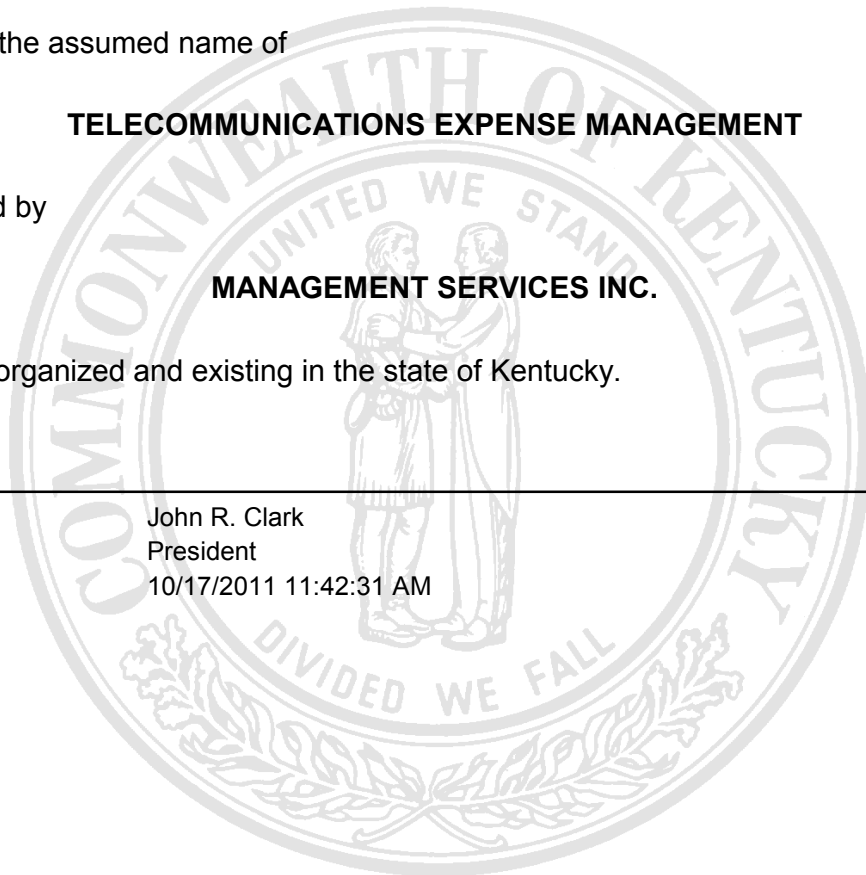 the assumed name of
TELECOMMUNICATIONS EXPENSE MANAGEMENT
d by
MANAGEMENT SERVICES INC.
organized and existing in the state of Kentucky.
John R. Clark
President
10/17/2011 11:42:31 AM
COMMONWEALTH OF KENTUCKY
UNITED WE STAND
DIVIDED WE FALL